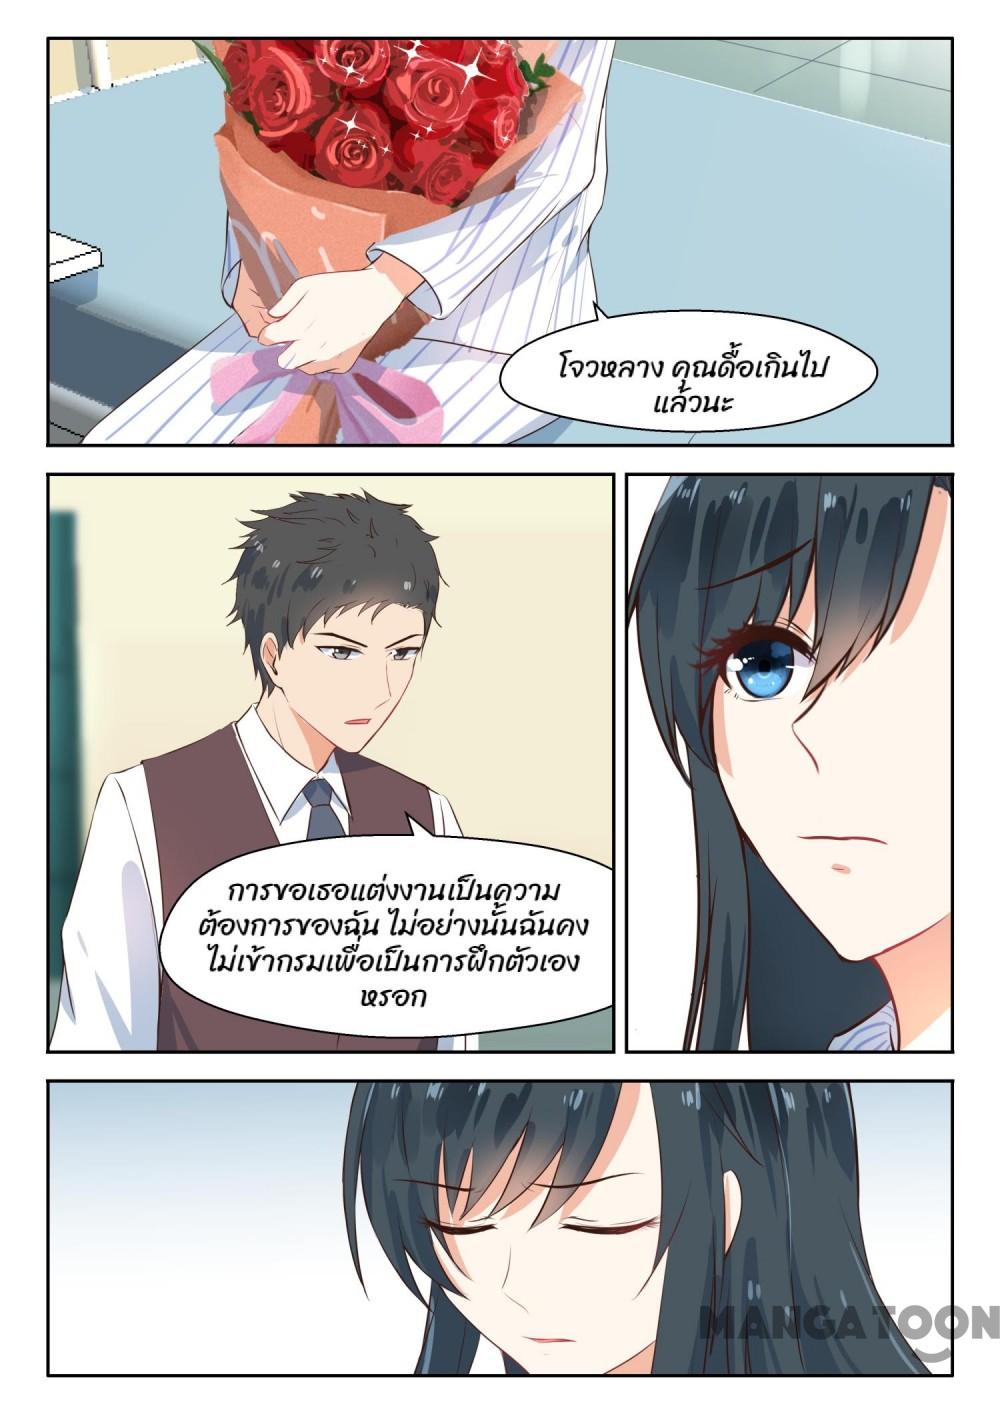 โจวหลาง คุณดื้อเกินไป
แล้วนะ
การขอเธอแต่งงานเป็นความ
ต้องการของฉัน ไม่อย่างนั้นฉันคง
ไม่เข้ากรมเพื่อเป็นการฝึกตัวเอง
หรอก
MANGATOON